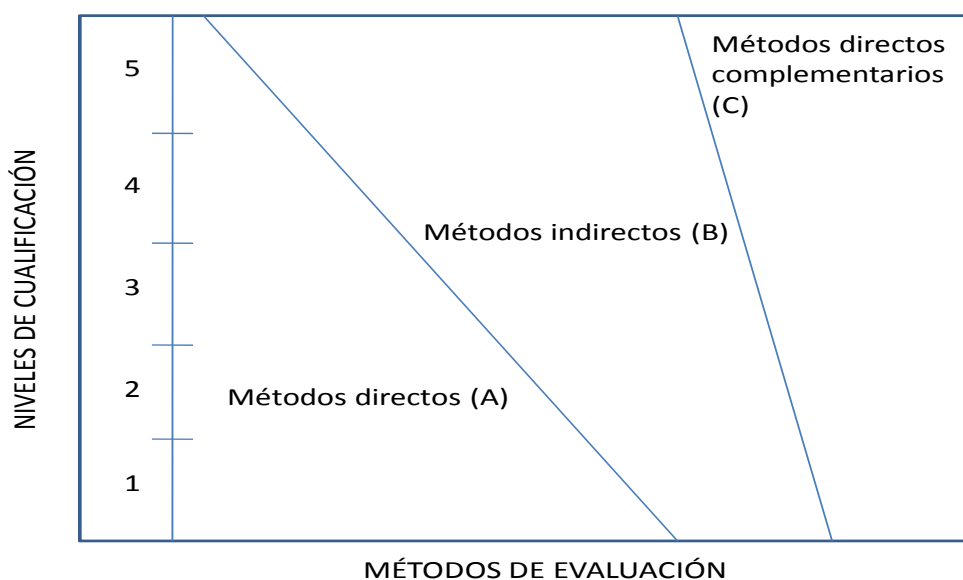 Métodos directos
complementarios
(C)
5
4
Métodos indirectos (B)
3
2
Métodos directos (A)
1
NIVELES DE CUALIFICACIÓN
MÉTODOS DE EVALUACIÓN